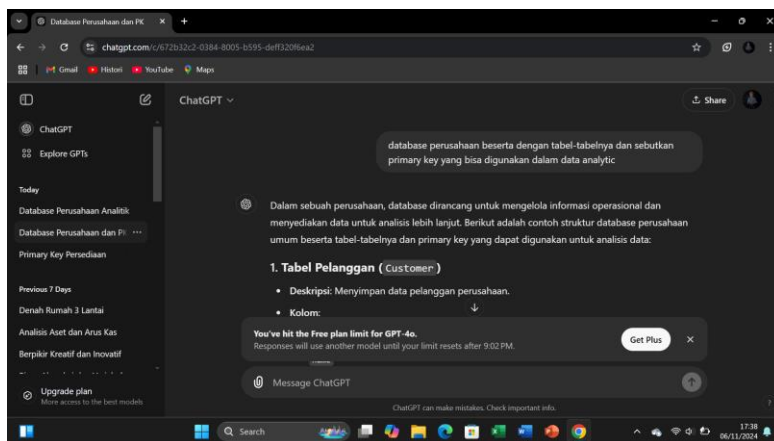 Database Perusahaan dan PK
chatgpt.com/c/672b32c2-0384-8005-b595-deff320f6ea2
Gmail
Histori
YouTube
Maps
ChatGPT
Share
ChatGPT
Explore GPTs
Today
Database Perusahaan Analitik
Database Perusahaan dan PK
Primary Key Persediaan
Previous 7 Days
Denah Rumah 3 Lantai
Analisis Aset dan Arus Kas
Berpikir Kreatif dan Inovatif
Upgrade plan
More access to the best models
database perusahaan beserta dengan tabel-tabelnya dan sebutkan
primary key yang bisa digunakan dalam data analytic
Dalam sebuah perusahaan, database dirancang untuk mengelola informasi operasional dan
menyediakan data untuk analisis lebih lanjut. Berikut adalah contoh struktur database perusahaan
umum beserta tabel-tabelnya dan primary key yang dapat digunakan untuk analisis data:
1. Tabel Pelanggan ( Customer )
• Deskripsi: Menyimpan data pelanggan perusahaan.
• Kolom:
You've hit the Free plan limit for GPT-4o.
Responses will use another model until your limit resets after 9:02 PM.
Get Plus
Message ChatGPT
ChatGPT can make mistakes. Check important info.
?
Search
17:38
06/11/2024